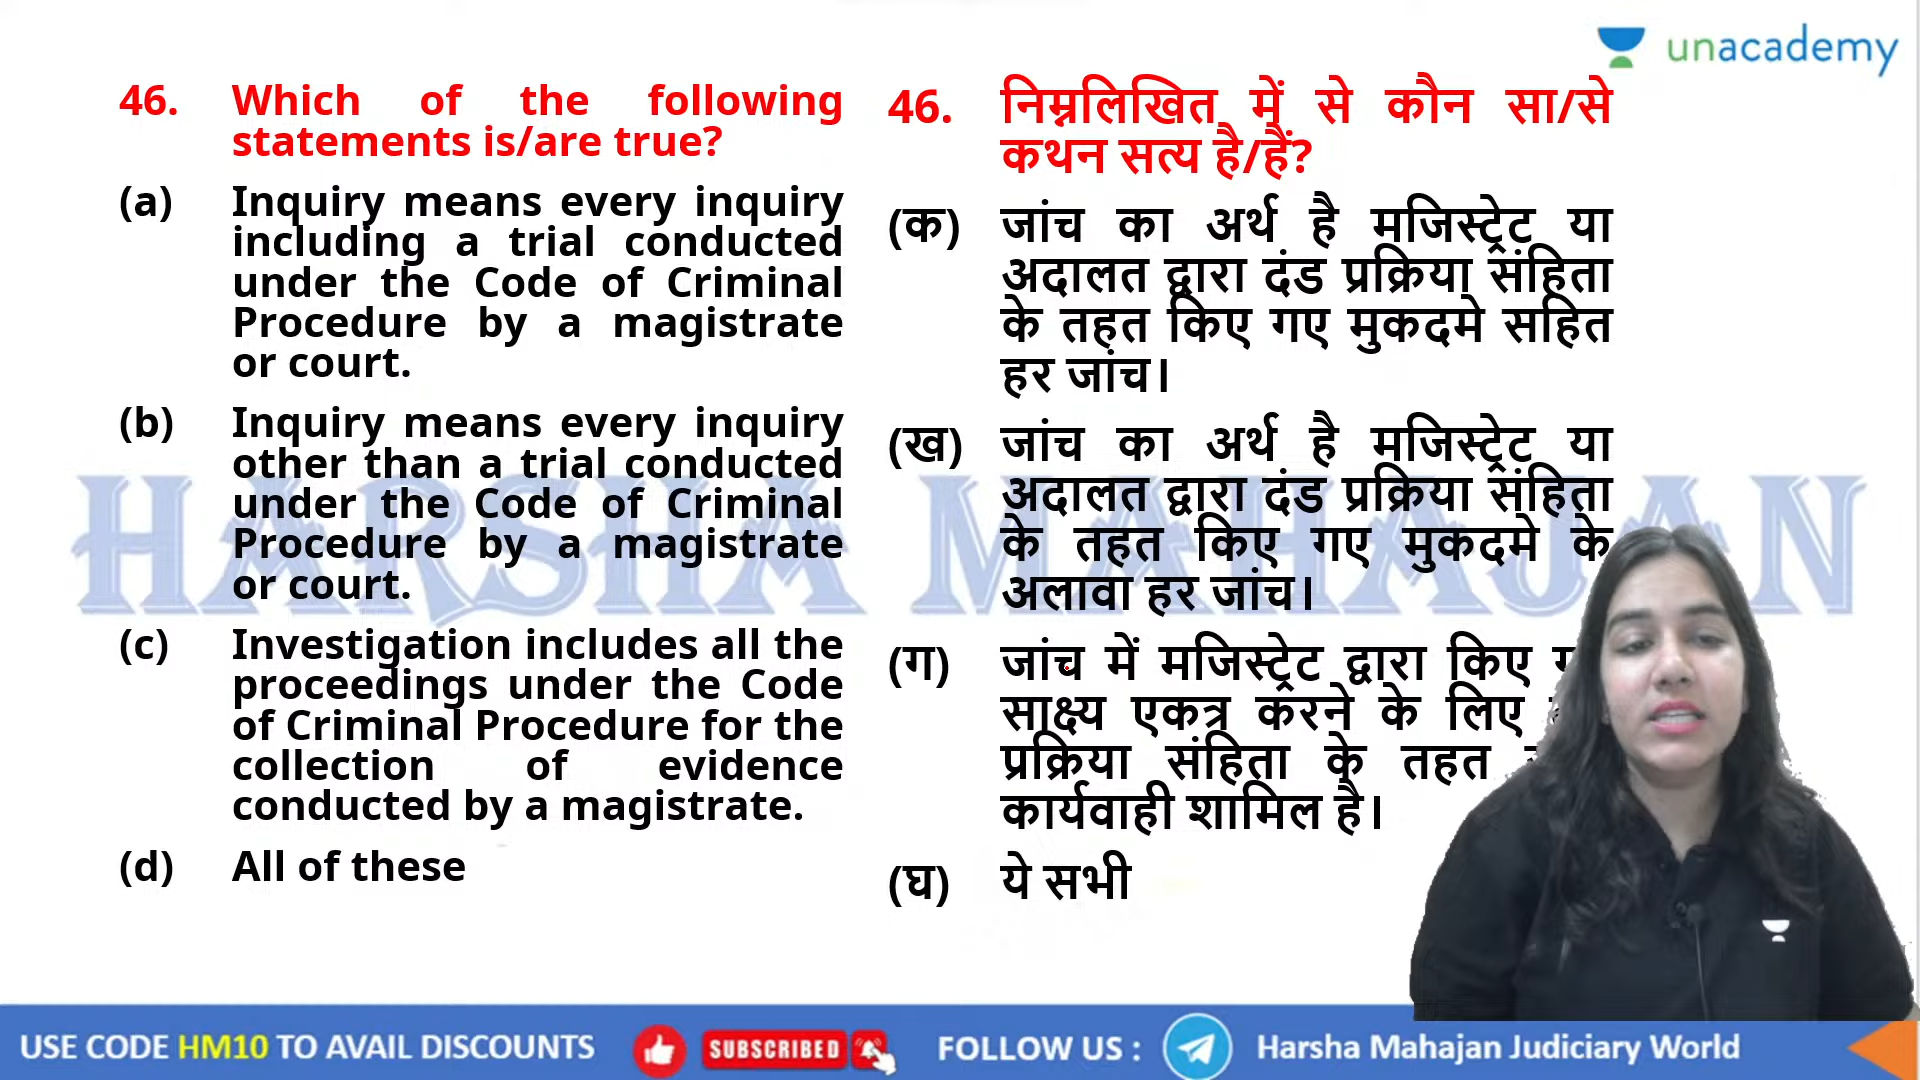 unacademy
46. Which of the following
statements is/are true?
(a) Inquiry means every inquiry
including a trial conducted
under the Code of Criminal
Procedure by a magistrate
or court.
(b) Inquiry means every inquiry
other than a trial conducted
under the Code of Criminal
Procedure by a magistrate
or court.
(c) Investigation includes all the
proceedings under the Code
of Criminal Procedure for the
collection of evidence
conducted by a magistrate.
(d) All of these
46. निम्नलिखित में से कौन सा/से
कथन सत्य है/हैं?
(क) जांच का अर्थ है मजिस्ट्रेट या
अदालत द्वारा दंड प्रक्रिया संहिता
के तहत किए गए मुकदमे सहित
हर जांच।
(ख) जांच का अर्थ है मजिस्ट्रेट या
अदालत द्वारा दंड प्रक्रिया संहिता
के तहत किए गए मुकदमे के
अलावा हर जांच।
(ग) जांच में मजिस्ट्रेट द्वारा किए
साक्ष्य एकत्र करने के लिए
प्रक्रिया संहिता के तहत
कार्यवाही शामिल है।
(घ) ये सभी
HARSHA MAHAJAN
USE CODE HM10 TO AVAIL DISCOUNTS
SUBSCRIBED
FOLLOW US :
Harsha Mahajan Judiciary World